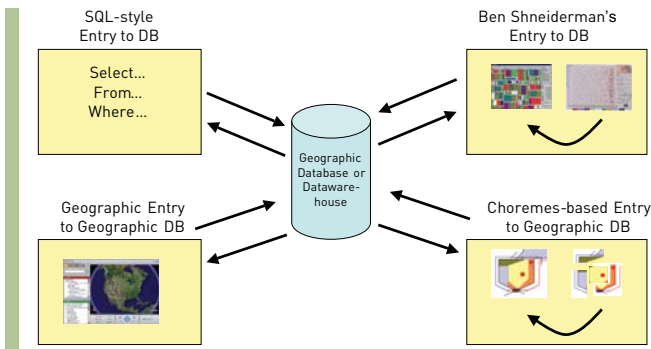 SQL-style
Entry to DB
Select...
From...
Where...
Ben Shneiderman's
Entry to DB
Geographic
Database or
Dataware-
house
Geographic Entry
to Geographic DB
Choremes-based Entry
to Geographic DB